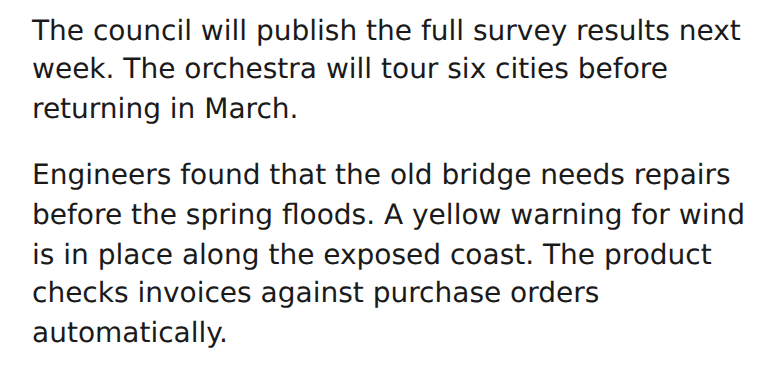 The council will publish the full survey results next
week. The orchestra will tour six cities before
returning in March.
Engineers found that the old bridge needs repairs
before the spring floods. A yellow warning for wind
is in place along the exposed coast. The product
checks invoices against purchase orders
automatically.